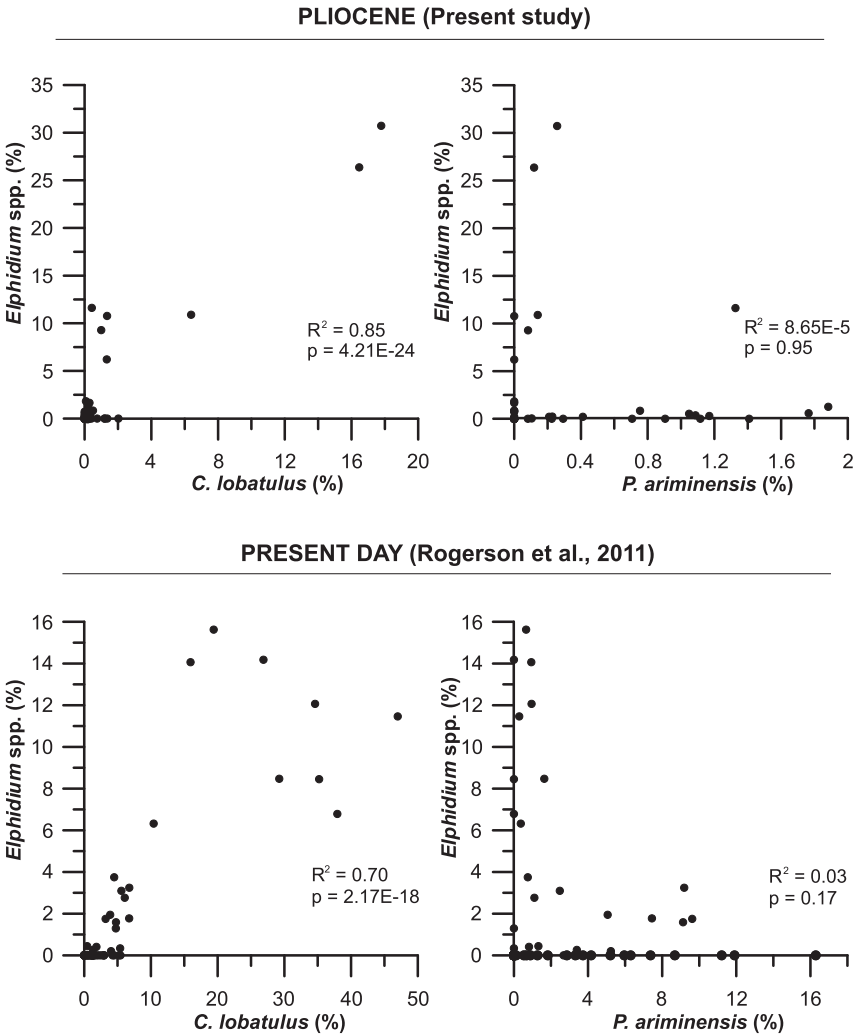 PLIOCENE (Present study)
35
30
25
20
15
10
5
0
Elphidium spp. (%)
R² = 0.85
p = 4.21E-24
0 4 8 12 16 20
C. lobatulus (%)
35
30
25
20
15
10
5
0
Elphidium spp. (%)
R² = 8.65E-5
p = 0.95
0 0.4 0.8 1.2 1.6 2
P. ariminensis (%)
PRESENT DAY (Rogerson et al., 2011)
16
14
12
10
8
6
4
2
0
Elphidium spp. (%)
R² = 0.70
p = 2.17E-18
0 10 20 30 40 50
C. lobatulus (%)
16
14
12
10
8
6
4
2
0
Elphidium spp. (%)
R² = 0.03
p = 0.17
0 4 8 12 16
P. ariminensis (%)